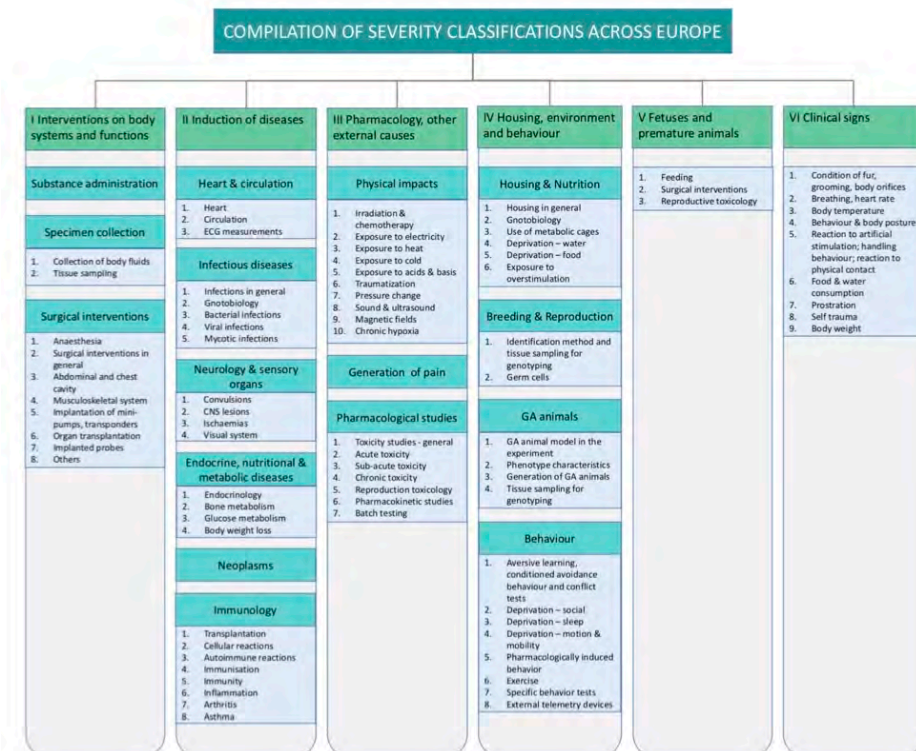 COMPILATION OF SEVERITY CLASSIFICATIONS ACROSS EUROPE
I Interventions on body
systems and functions
Substance administration
Specimen collection
1. Collection of body fluids
2. Tissue sampling
Surgical interventions
1. Anaesthesia
2. Surgical interventions in
general
3. Abdominal and chest
cavity
4. Musculoskeletal system
5. Implantation of mini-
pumps, transponders
6. Organ transplantation
7. Implanted probes
8. Others
II Induction of diseases
Heart & circulation
1. Heart
2. Circulation
3. ECG measurements
Infectious diseases
1. Infections in general
2. Gnotobiology
3. Bacterial infections
4. Viral infections
5. Mycotic infections
Neurology & sensory
organs
1. Convulsions
2. CNS lesions
3. Ischaemias
4. Visual system
Endocrine, nutritional &
metabolic diseases
1. Endocrinology
2. Bone metabolism
3. Glucose metabolism
4. Body weight loss
Neoplasms
Immunology
1. Transplantation
2. Cellular reactions
3. Autoimmune reactions
4. Immunisation
5. Immunity
6. Inflammation
7. Arthritis
8. Asthma
III Pharmacology, other
external causes
Physical impacts
1. Irradiation &
chemotherapy
2. Exposure to electricity
3. Exposure to heat
4. Exposure to cold
5. Exposure to acids & basis
6. Traumatization
7. Pressure change
8. Sound & ultrasound
9. Magnetic fields
10. Chronic hypoxia
Generation of pain
Pharmacological studies
1. Toxicity studies - general
2. Acute toxicity
3. Sub-acute toxicity
4. Chronic toxicity
5. Reproduction toxicology
6. Pharmacokinetic studies
7. Batch testing
IV Housing, environment
and behaviour
Housing & Nutrition
1. Housing in general
2. Gnotobiology
3. Use of metabolic cages
4. Deprivation – water
5. Deprivation – food
6. Exposure to
overstimulation
Breeding & Reproduction
1. Identification method and
tissue sampling for
genotyping
2. Germ cells
GA animals
1. GA animal model in the
experiment
2. Phenotype characteristics
3. Generation of GA animals
4. Tissue sampling for
genotyping
Behaviour
1. Aversive learning,
conditioned avoidance
behaviour and conflict
tests
2. Deprivation – social
3. Deprivation – sleep
4. Deprivation – motion &
mobility
5. Pharmacologically induced
behavior
6. Exercise
7. Specific behavior tests
8. External telemetry devices
V Fetuses and
premature animals
1. Feeding
2. Surgical interventions
3. Reproductive toxicology
VI Clinical signs
1. Condition of fur,
grooming, body orifices
2. Breathing, heart rate
3. Body temperature
4. Behaviour & body posture
5. Reaction to artificial
stimulation; handling
behaviour; reaction to
physical contact
6. Food & water
consumption
7. Prostration
8. Self trauma
9. Body weight